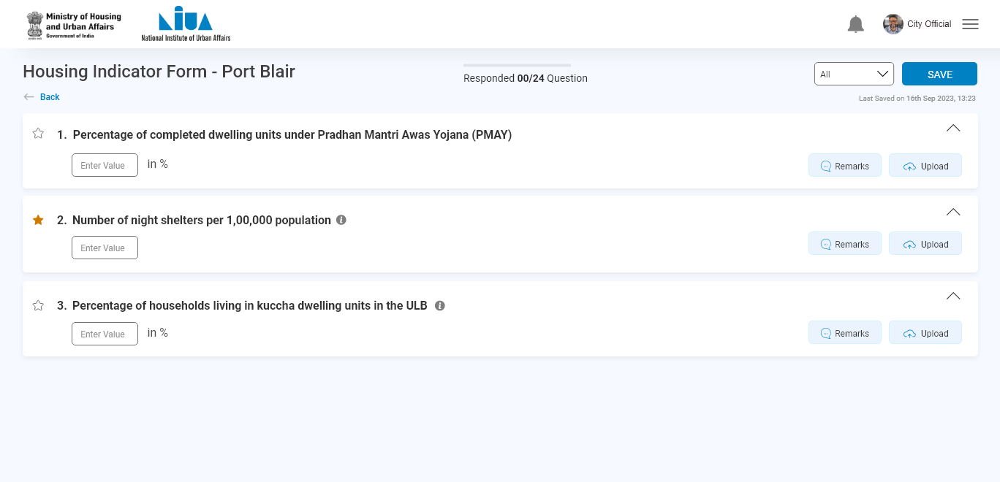 Ministry of Housing
and Urban Affairs
Government of India
NIUA
National Institute of Urban Affairs
City Official
Housing Indicator Form - Port Blair
Responded 00/24 Question
All
SAVE
Back
Last Saved on 16th Sep 2023, 13:23
1. Percentage of completed dwelling units under Pradhan Mantri Awas Yojana (PMAY)
Enter Value in %
Remarks
Upload
2. Number of night shelters per 1,00,000 population
Enter Value
Remarks
Upload
3. Percentage of households living in kuccha dwelling units in the ULB
Enter Value in %
Remarks
Upload